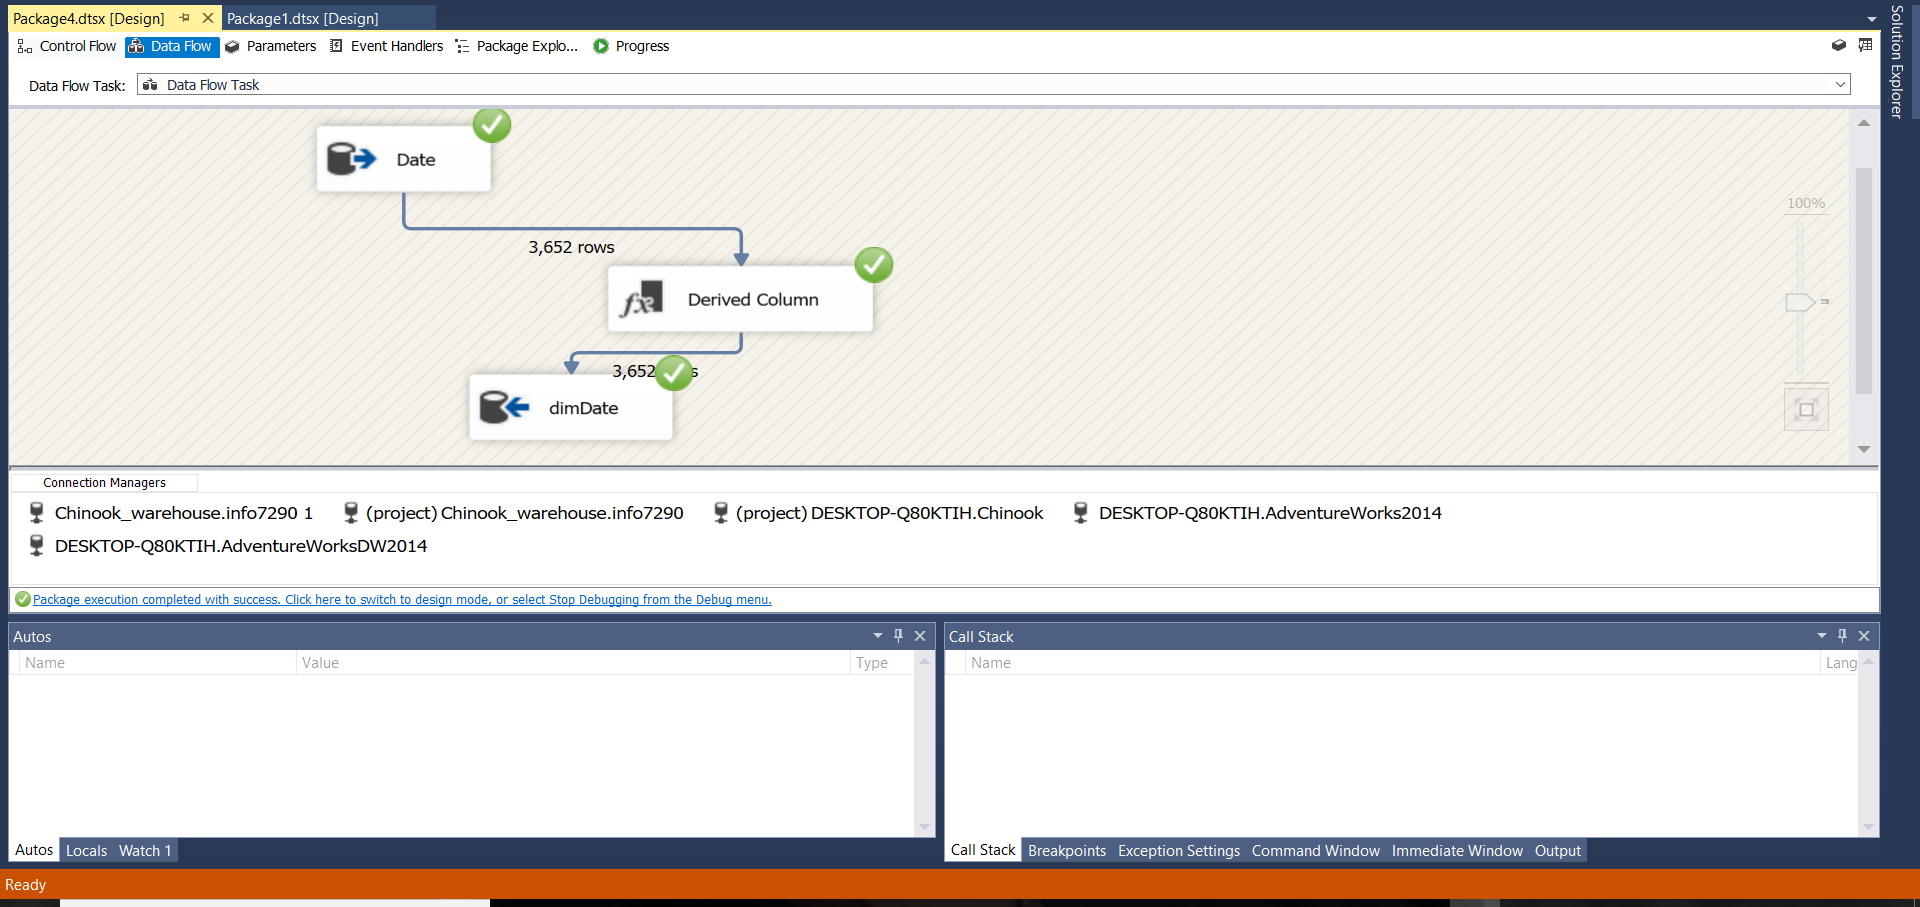 Package4.dtsx [Design]
Package1.dtsx [Design]
Control Flow
Data Flow
Parameters
Event Handlers
Package Explo...
Progress
Data Flow Task:
Data Flow Task
Date
3,652 rows
Derived Column
3,652
s
dimDate
100%
Connection Managers
Chinook_warehouse.info7290 1
(project) Chinook_warehouse.info7290
(project) DESKTOP-Q80KTIH.Chinook
DESKTOP-Q80KTIH.AdventureWorks2014
DESKTOP-Q80KTIH.AdventureWorksDW2014
Package execution completed with success. Click here to switch to design mode, or select Stop Debugging from the Debug menu.
Autos
Name
Value
Type
Autos
Locals
Watch 1
Call Stack
Name
Lang
Call Stack
Breakpoints
Exception Settings
Command Window
Immediate Window
Output
Ready
Solution Explorer